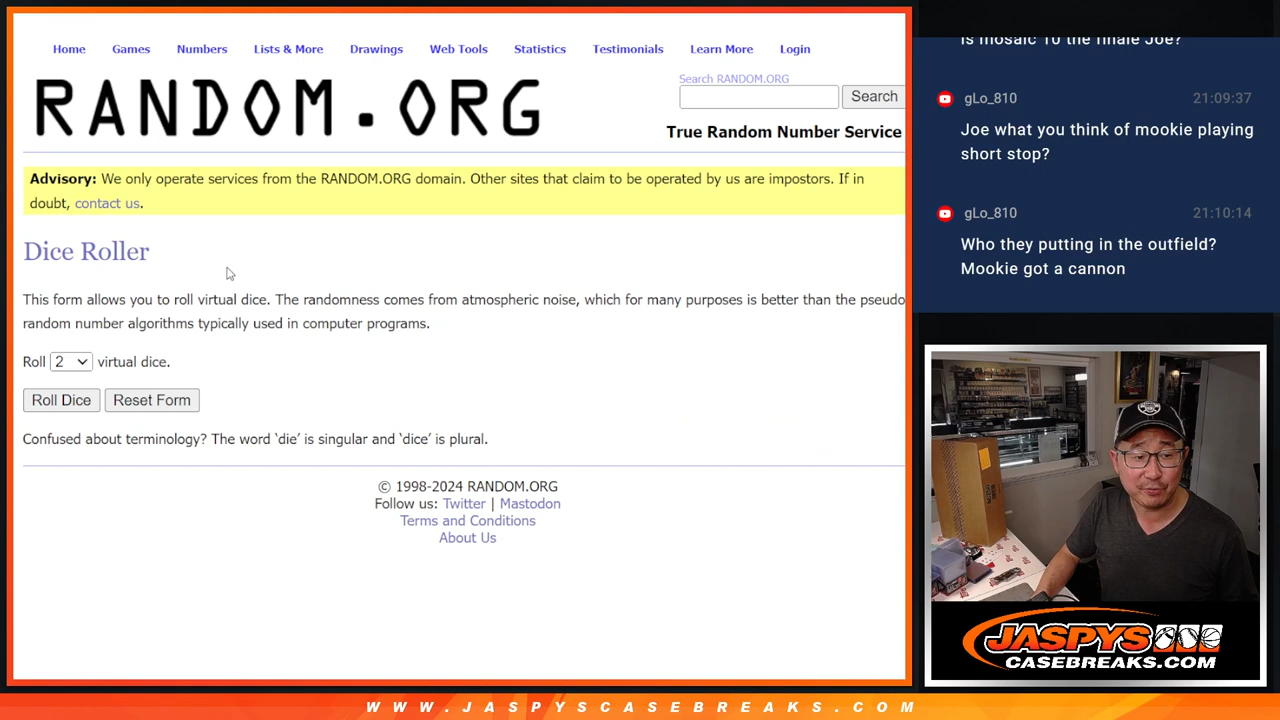 Home Games Numbers Lists & More Drawings Web Tools Statistics Testimonials Learn More Login
RANDOM.ORG
Search RANDOM.ORG
Search
True Random Number Service
Advisory: We only operate services from the RANDOM.ORG domain. Other sites that claim to be operated by us are impostors. If in
doubt, contact us.
Dice Roller
This form allows you to roll virtual dice. The randomness comes from atmospheric noise, which for many purposes is better than the pseudo
random number algorithms typically used in computer programs.
Roll 2 virtual dice.
Roll Dice Reset Form
Confused about terminology? The word ‘die’ is singular and ‘dice’ is plural.
© 1998-2024 RANDOM.ORG
Follow us: Twitter | Mastodon
Terms and Conditions
About Us
is mosaic 10 the finale Joe?
gLo_810 21:09:37
Joe what you think of mookie playing
short stop?
gLo_810 21:10:14
Who they putting in the outfield?
Mookie got a cannon
JASPYS
CASEBREAKS.COM
WWW.JASPYSCASEBREAKS.COM